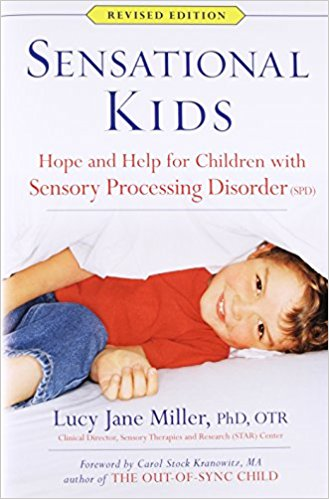 REVISED EDITION
SENSATIONAL
KIDS
Hope and Help for Children with
Sensory Processing Disorder (SPD)
Lucy Jane Miller, PhD, OTR
Clinical Director, Sensory Therapies and Research (STAR) Center
Foreword by Carol Stock Kranowitz, MA
author of THE OUT-OF-SYNC CHILD